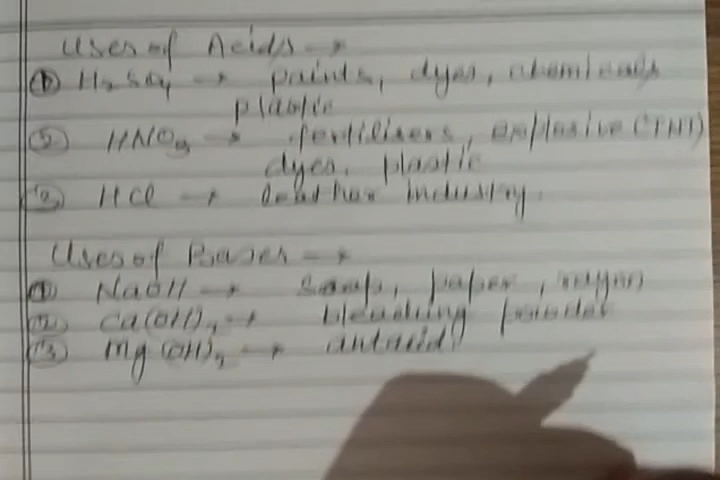 Uses of Acids →
① H₂SO₄ → paints, dyes, chemicals
plastic
② HNO₃ → fertilisers, explosive (TNT)
dyes, plastic
③ HCl → leather industry.
Uses of Bases →
① NaOH → soap, paper, rayon
② Ca(OH)₂ → bleaching powder
③ Mg(OH)₂ → antacid